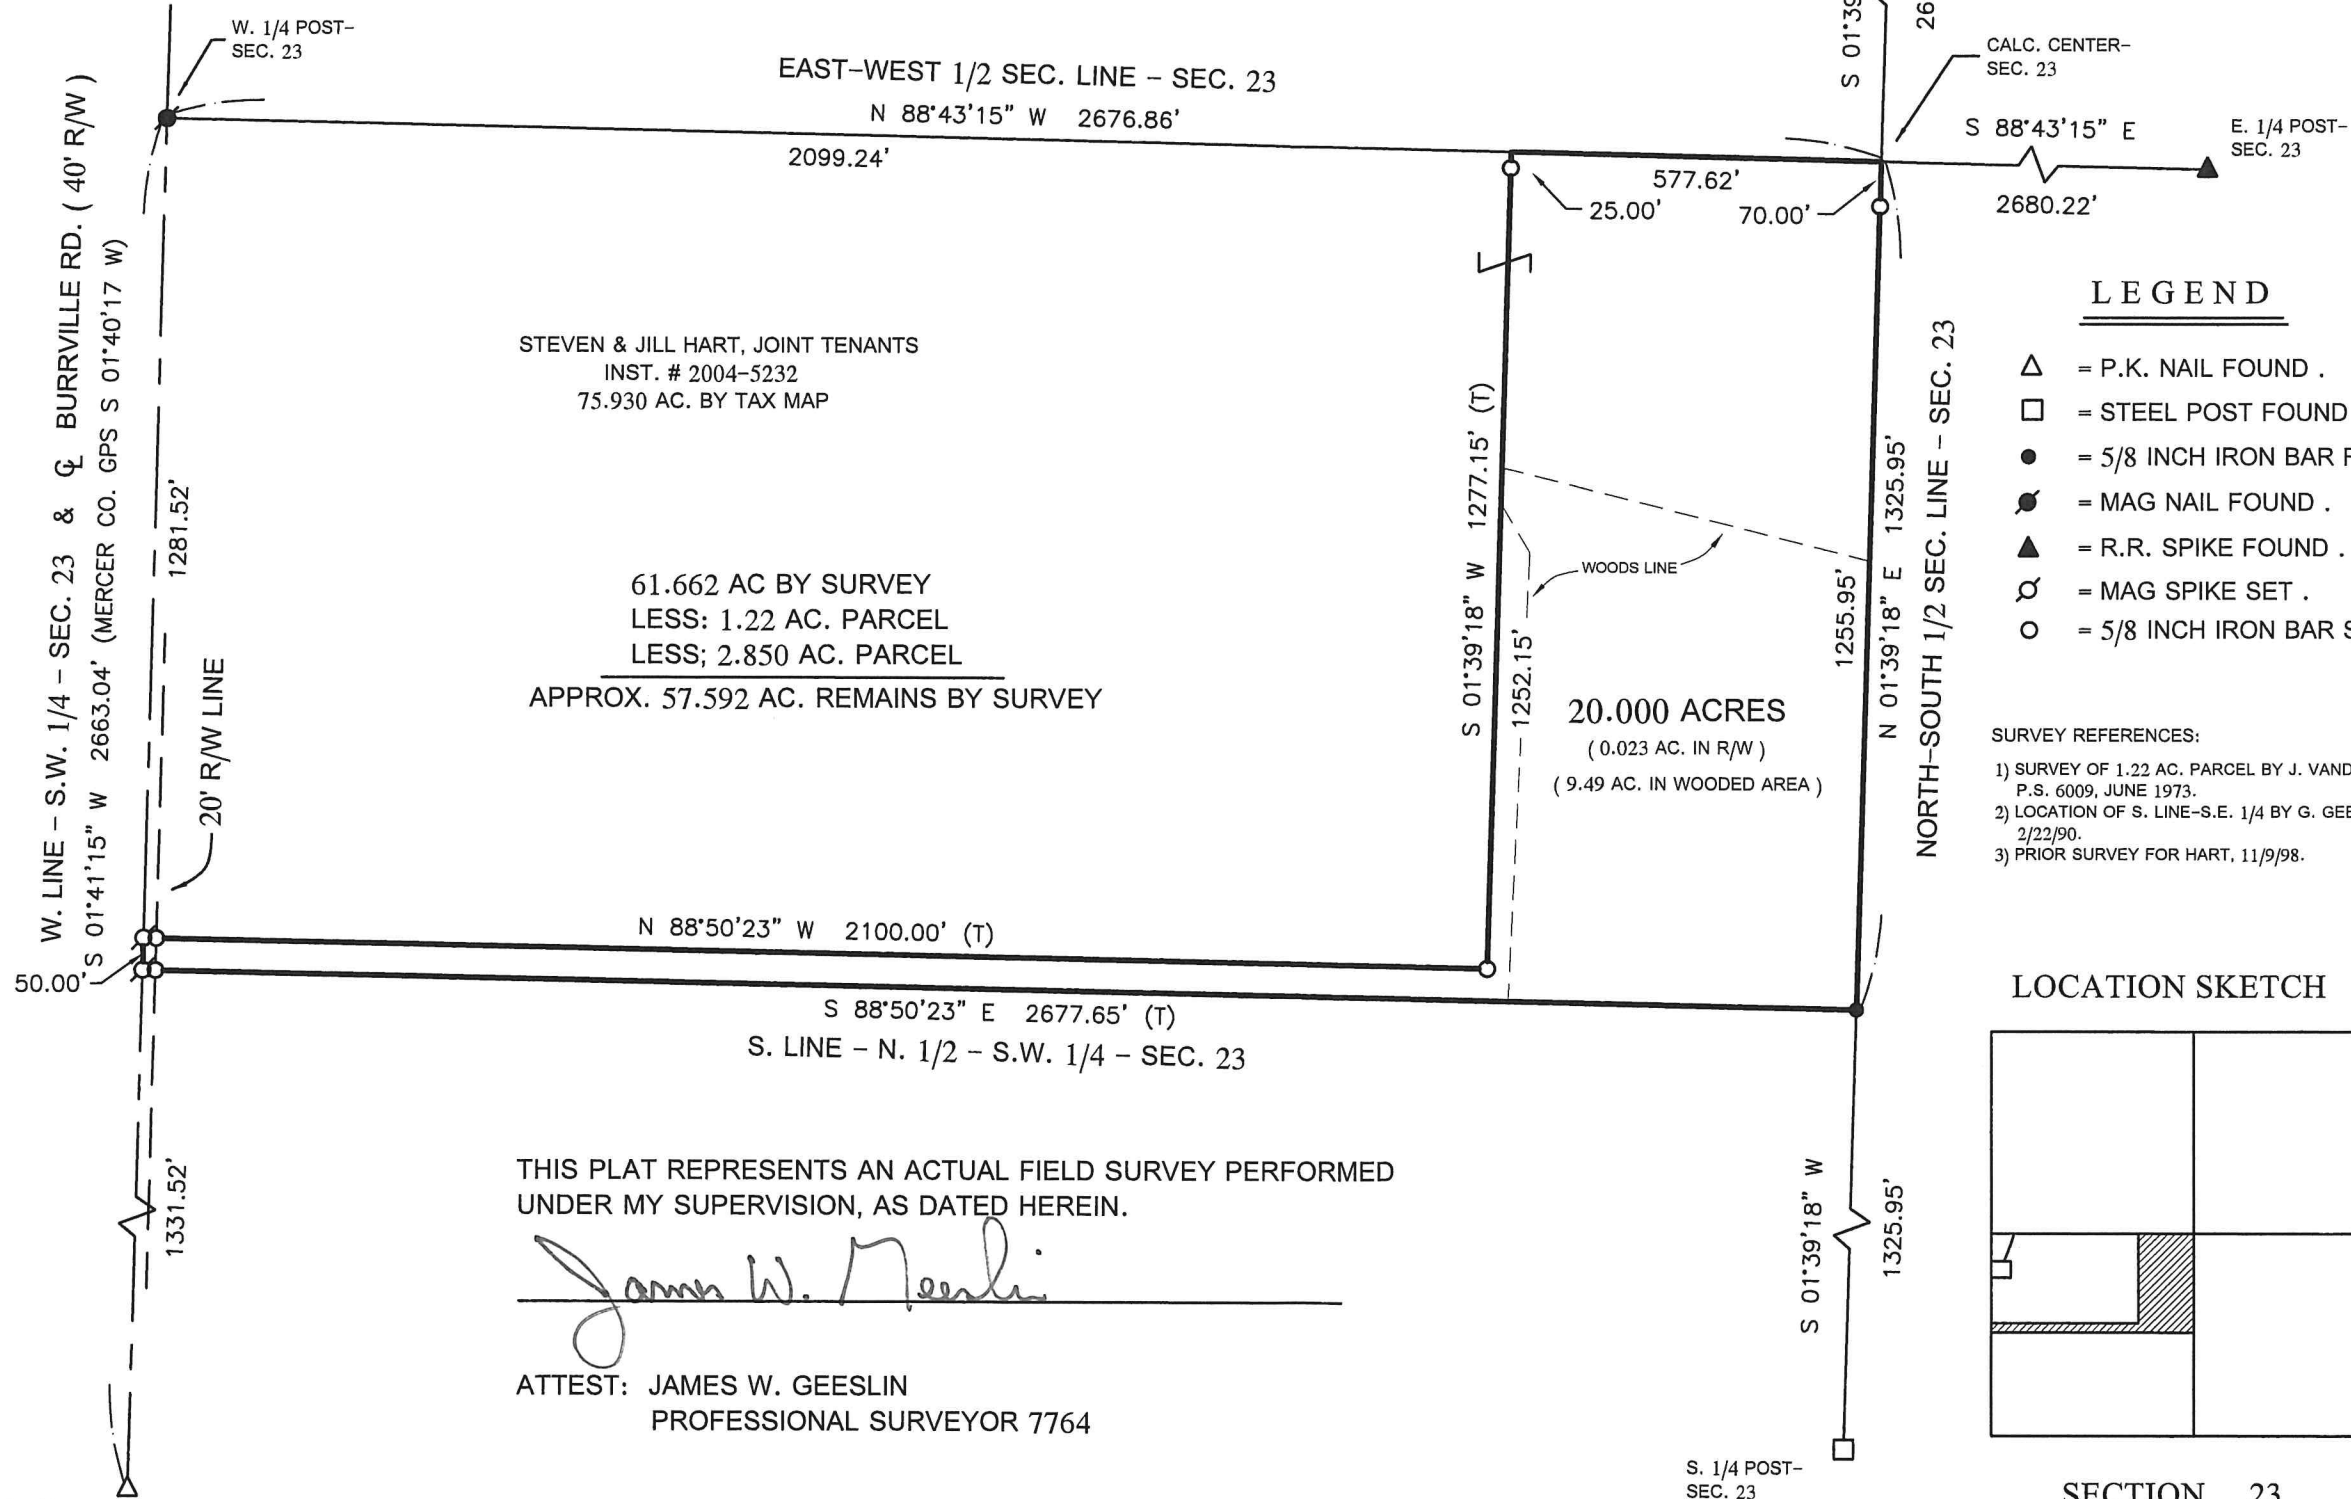 W. 1/4 POST-
SEC. 23
EAST-WEST 1/2 SEC. LINE - SEC. 23
N 88°43'15" W 2676.86'
2099.24'
577.62'
25.00'
70.00'
S 01°39
26
CALC. CENTER-
SEC. 23
S 88°43'15" E
2680.22'
E. 1/4 POST-
SEC. 23
W. LINE - S.W. 1/4 - SEC. 23 & ℄ BURRVILLE RD. ( 40' R/W )
S 01°41'15" W 2663.04' (MERCER CO. GPS S 01°40'17 W)
1281.52'
20' R/W LINE
50.00'
1331.52'
STEVEN & JILL HART, JOINT TENANTS
INST. # 2004-5232
75.930 AC. BY TAX MAP
61.662 AC BY SURVEY
LESS: 1.22 AC. PARCEL
LESS; 2.850 AC. PARCEL
APPROX. 57.592 AC. REMAINS BY SURVEY
S 01°39'18" W 1277.15' (T)
1252.15'
WOODS LINE
20.000 ACRES
( 0.023 AC. IN R/W )
( 9.49 AC. IN WOODED AREA )
1255.95'
N 01°39'18" E 1325.95'
NORTH-SOUTH 1/2 SEC. LINE - SEC. 23
N 88°50'23" W 2100.00' (T)
S 88°50'23" E 2677.65' (T)
S. LINE - N. 1/2 - S.W. 1/4 - SEC. 23
THIS PLAT REPRESENTS AN ACTUAL FIELD SURVEY PERFORMED
UNDER MY SUPERVISION, AS DATED HEREIN.
James W. Geeslin
ATTEST: JAMES W. GEESLIN
PROFESSIONAL SURVEYOR 7764
S 01°39'18" W
1325.95'
S. 1/4 POST-
SEC. 23
LEGEND
= P.K. NAIL FOUND .
= STEEL POST FOUND
= 5/8 INCH IRON BAR F
= MAG NAIL FOUND .
= R.R. SPIKE FOUND .
= MAG SPIKE SET .
= 5/8 INCH IRON BAR S
SURVEY REFERENCES:
1) SURVEY OF 1.22 AC. PARCEL BY J. VAND
P.S. 6009, JUNE 1973.
2) LOCATION OF S. LINE-S.E. 1/4 BY G. GEE
2/22/90.
3) PRIOR SURVEY FOR HART, 11/9/98.
LOCATION SKETCH
SECTION 23